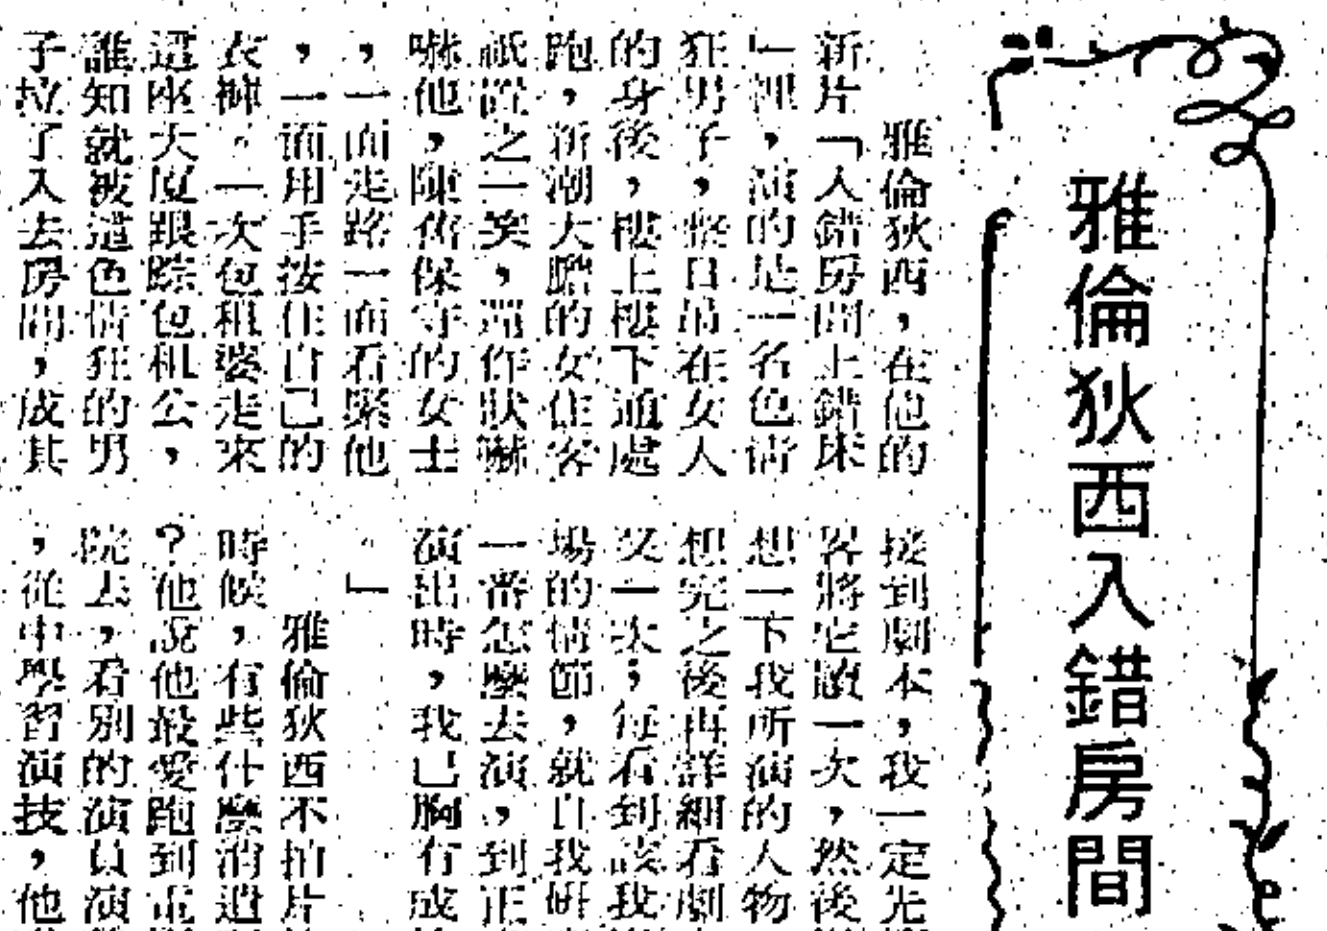 雅倫狄西入錯房間
雅倫狄西，在他的
新片「入錯房間上錯床
」裡，演的是一名色情
狂男子，整日吊在女人
的身後，樓上樓下通處
跑，新潮大膽的女住客
祇置之一笑，作狀嚇
嚇他，陳舊保守的女士
，一面走路一面看緊他
，一面用手按住自己的
衣褲。一次包租婆走來
這座大廈跟踪包租公，
誰知就被這色情狂的男
子拉了入去房間，成其
接到劇本，我一定先
畧將它讀一次，然後
想一下我所演的人物
想完之後再詳細看劇
又一次；每看到該我
場的情節，就自我研
一番怎麼去演，到正
演出時，我已胸有成
。」
雅倫狄西不拍片
時候，有些什麼消遣
？他說他最愛跑到電
院去，看別的演員演
，從中學習演技，他